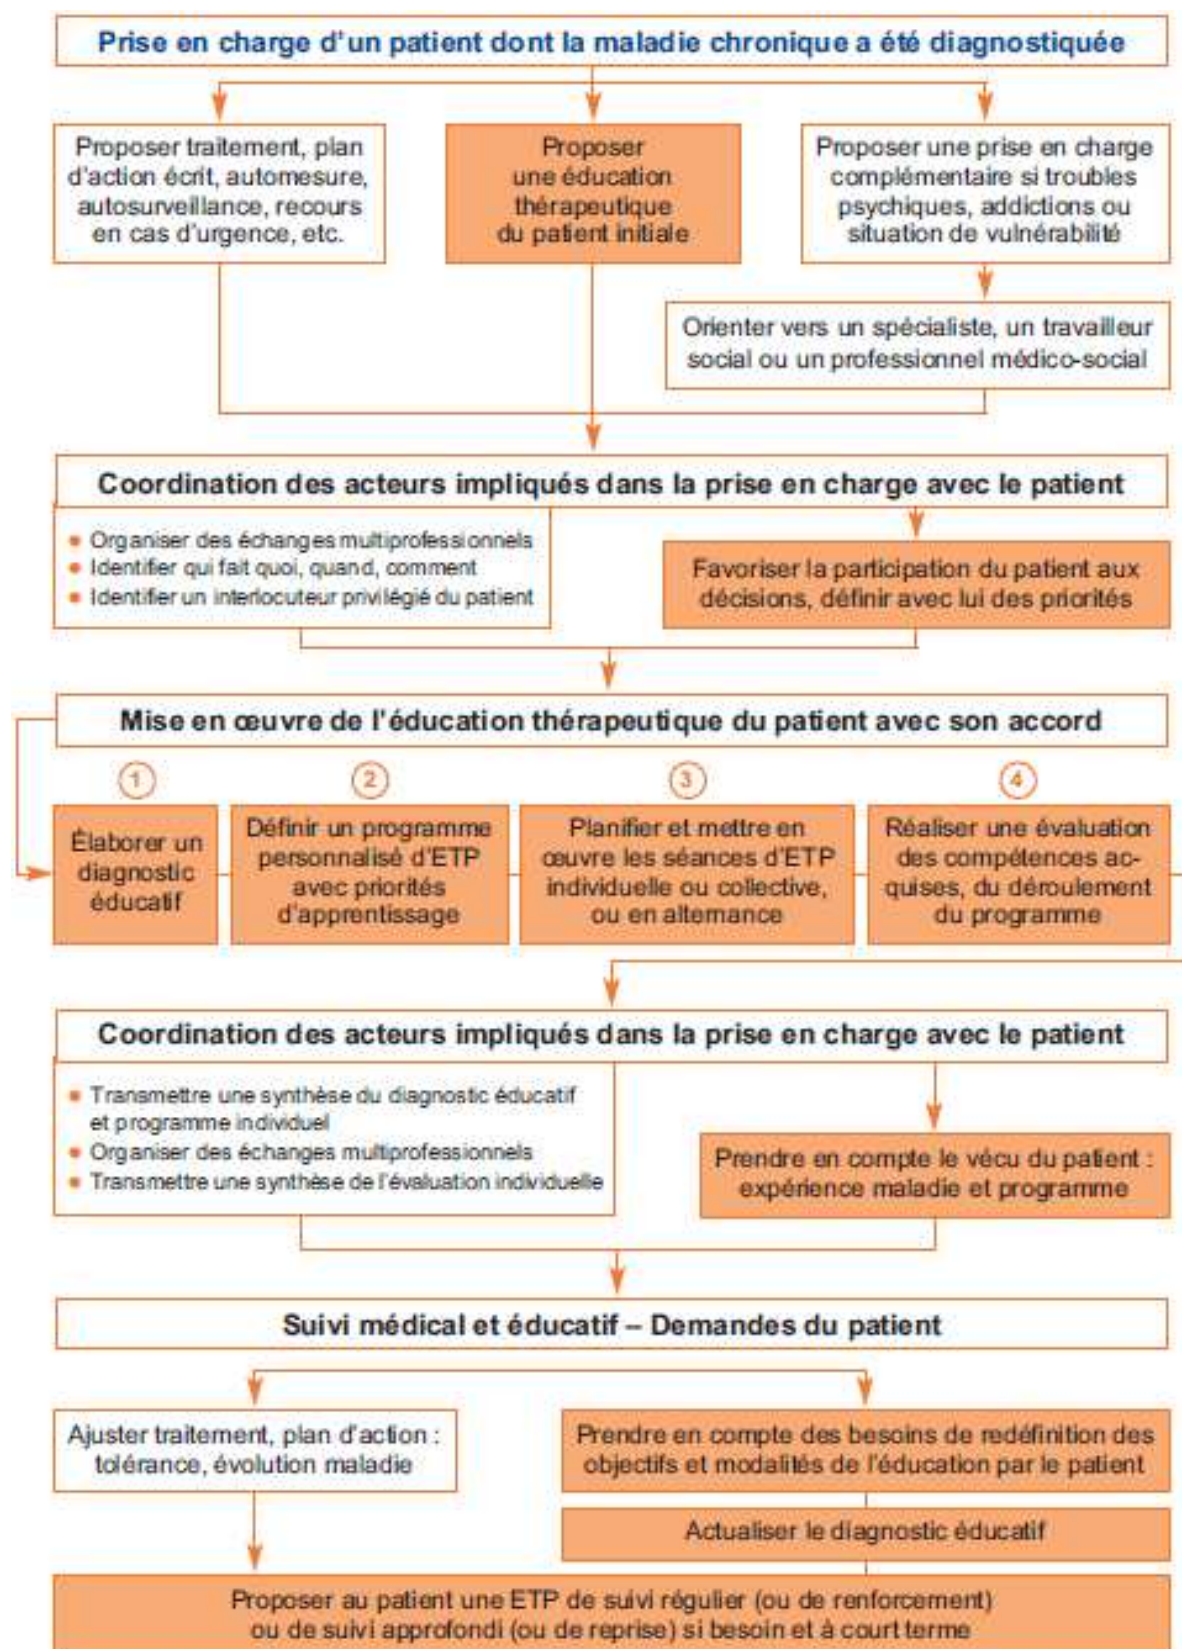 Prise en charge d'un patient dont la maladie chronique a été diagnostiquée
Proposer traitement, plan
d'action écrit, automesure,
autosurveillance, recours
en cas d'urgence, etc.
Proposer
une éducation
thérapeutique
du patient initiale
Proposer une prise en charge
complémentaire si troubles
psychiques, addictions ou
situation de vulnérabilité
Orienter vers un spécialiste, un travailleur
social ou un professionnel médico-social
Coordination des acteurs impliqués dans la prise en charge avec le patient
• Organiser des échanges multiprofessionnels
• Identifier qui fait quoi, quand, comment
• Identifier un interlocuteur privilégié du patient
Favoriser la participation du patient aux
décisions, définir avec lui des priorités
Mise en œuvre de l'éducation thérapeutique du patient avec son accord
1
Élaborer un
diagnostic
éducatif
2
Définir un programme
personnalisé d'ETP
avec priorités
d'apprentissage
3
Planifier et mettre en
œuvre les séances d'ETP
individuelle ou collective,
ou en alternance
4
Réaliser une évaluation
des compétences ac-
quises, du déroulement
du programme
Coordination des acteurs impliqués dans la prise en charge avec le patient
• Transmettre une synthèse du diagnostic éducatif
et programme individuel
• Organiser des échanges multiprofessionnels
• Transmettre une synthèse de l'évaluation individuelle
Prendre en compte le vécu du patient :
expérience maladie et programme
Suivi médical et éducatif – Demandes du patient
Ajuster traitement, plan d'action :
tolérance, évolution maladie
Prendre en compte des besoins de redéfinition des
objectifs et modalités de l'éducation par le patient
Actualiser le diagnostic éducatif
Proposer au patient une ETP de suivi régulier (ou de renforcement)
ou de suivi approfondi (ou de reprise) si besoin et à court terme